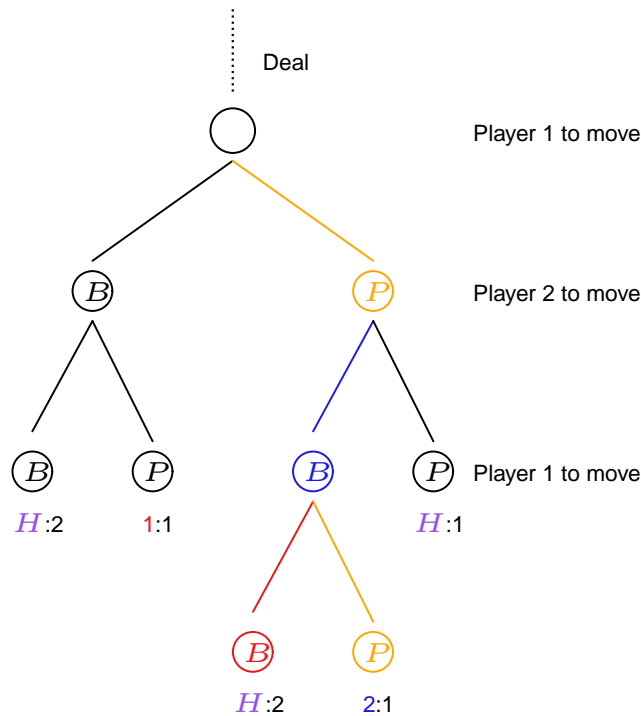 Deal
Player 1 to move
B P Player 2 to move
B P B P Player 1 to move
H:2 1:1 H:1
B P
H:2 2:1